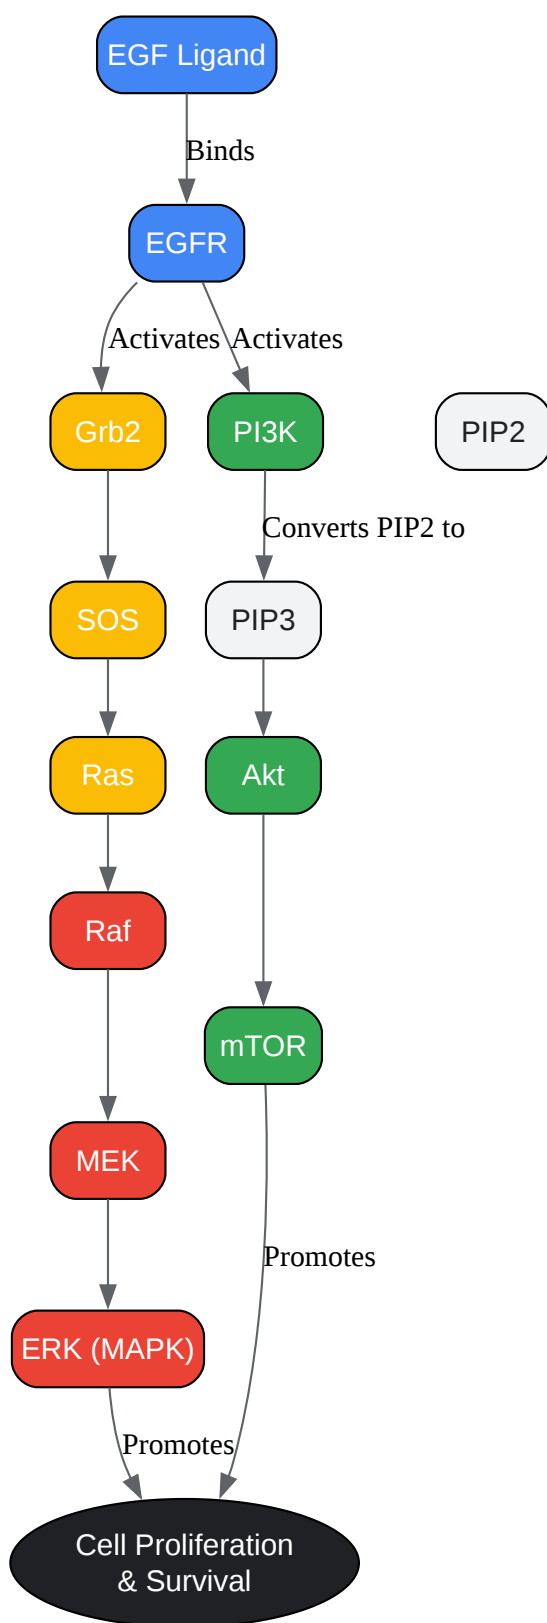 EGF Ligand
Binds
EGFR
Activates
Activates
Grb2
PI3K
PIP2
Converts PIP2 to
SOS
PIP3
Ras
Akt
Raf
mTOR
MEK
Promotes
ERK (MAPK)
Promotes
Cell Proliferation
& Survival